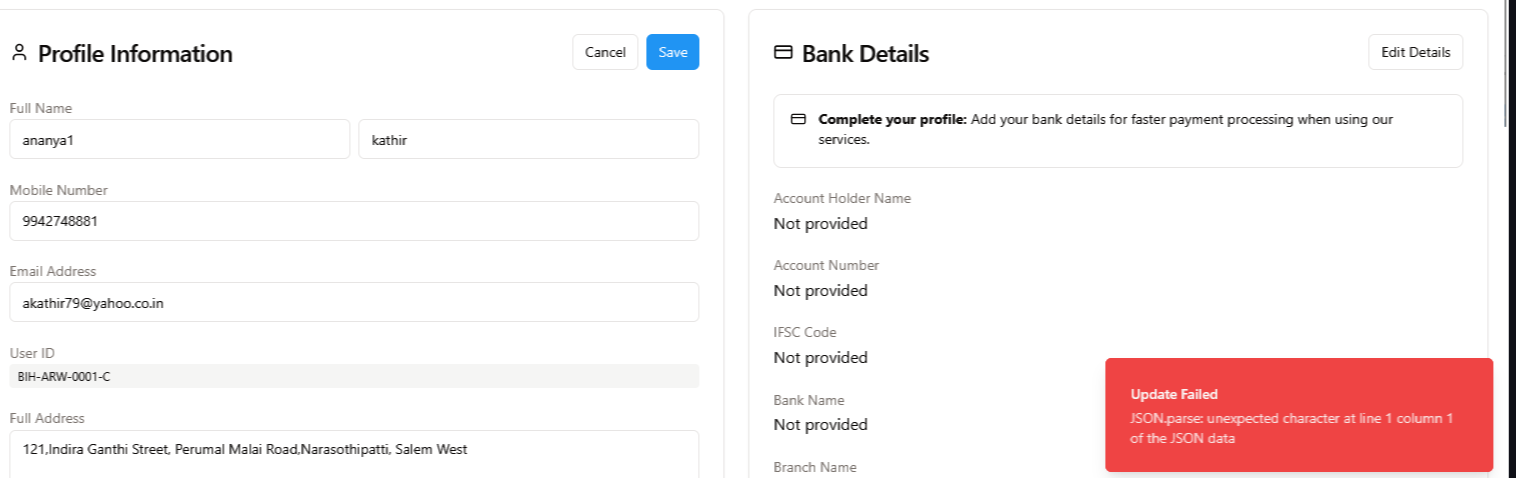 Profile Information
Cancel
Save
Full Name
ananya1
kathir
Mobile Number
9942748881
Email Address
akathir79@yahoo.co.in
User ID
BIH-ARW-0001-C
Full Address
121,Indira Ganthi Street, Perumal Malai Road,Narasothipatti, Salem West
Bank Details
Edit Details
Complete your profile: Add your bank details for faster payment processing when using our
services.
Account Holder Name
Not provided
Account Number
Not provided
IFSC Code
Not provided
Bank Name
Not provided
Branch Name
Update Failed
JSON.parse: unexpected character at line 1 column 1
of the JSON data